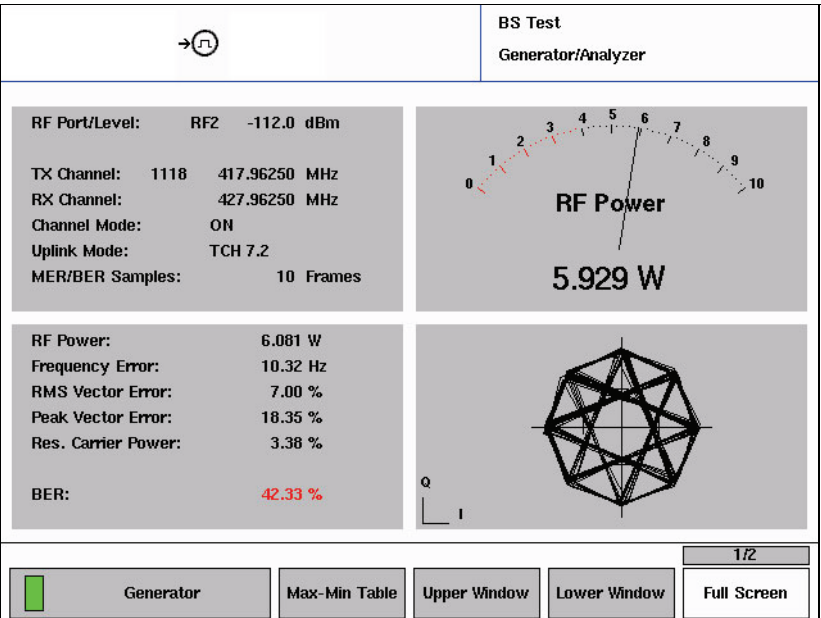 BS Test
Generator/Analyzer
RF Port/Level: RF2 -112.0 dBm
TX Channel: 1118 417.96250 MHz
RX Channel: 427.96250 MHz
Channel Mode: ON
Uplink Mode: TCH 7.2
MER/BER Samples: 10 Frames
0 1 2 3 4 5 6 7 8 9 10
RF Power
5.929 W
RF Power: 6.081 W
Frequency Error: 10.32 Hz
RMS Vector Error: 7.00 %
Peak Vector Error: 18.35 %
Res. Carrier Power: 3.38 %
BER: 42.33 %
Q
I
1/2
Generator
Max-Min Table
Upper Window
Lower Window
Full Screen